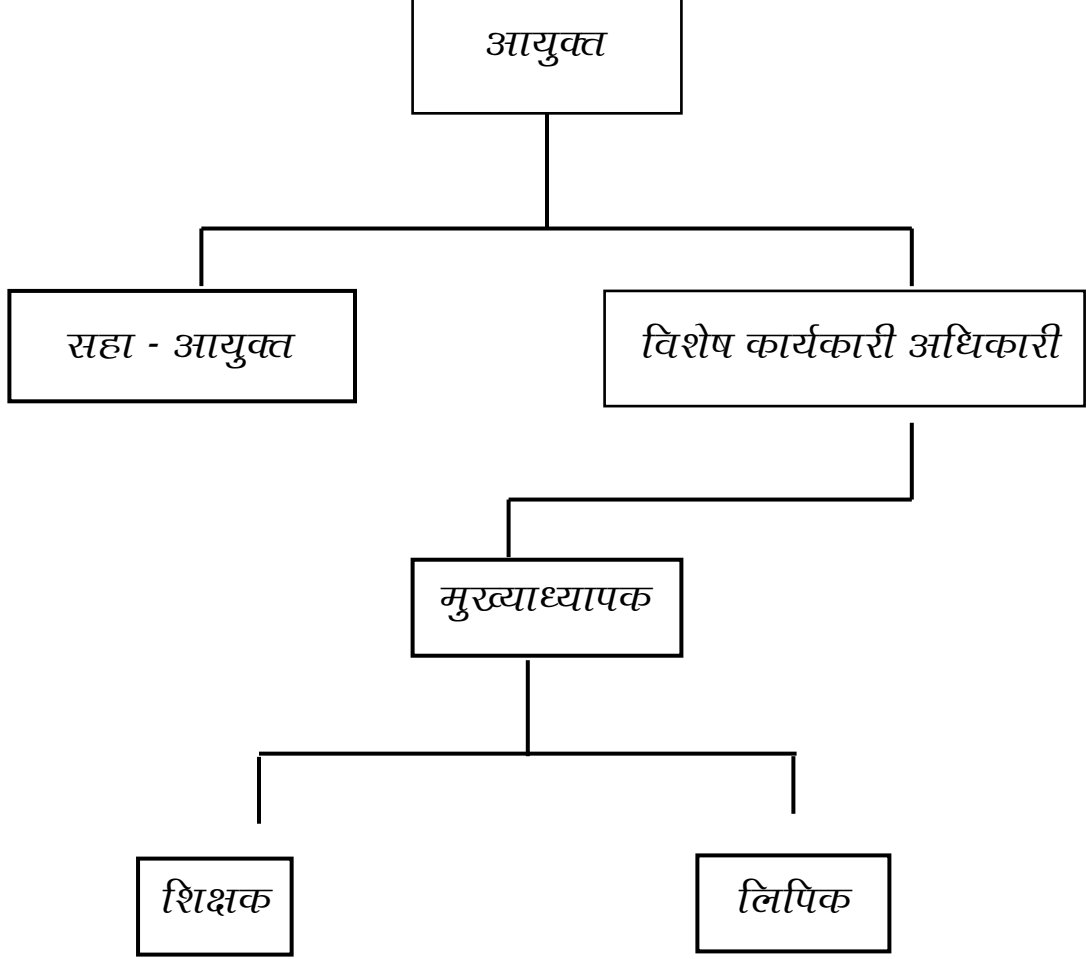 आयुक्त
सहा - आयुक्त
विशेष कार्यकारी अधिकारी
मुख्याध्यापक
शिक्षक
लिपिक